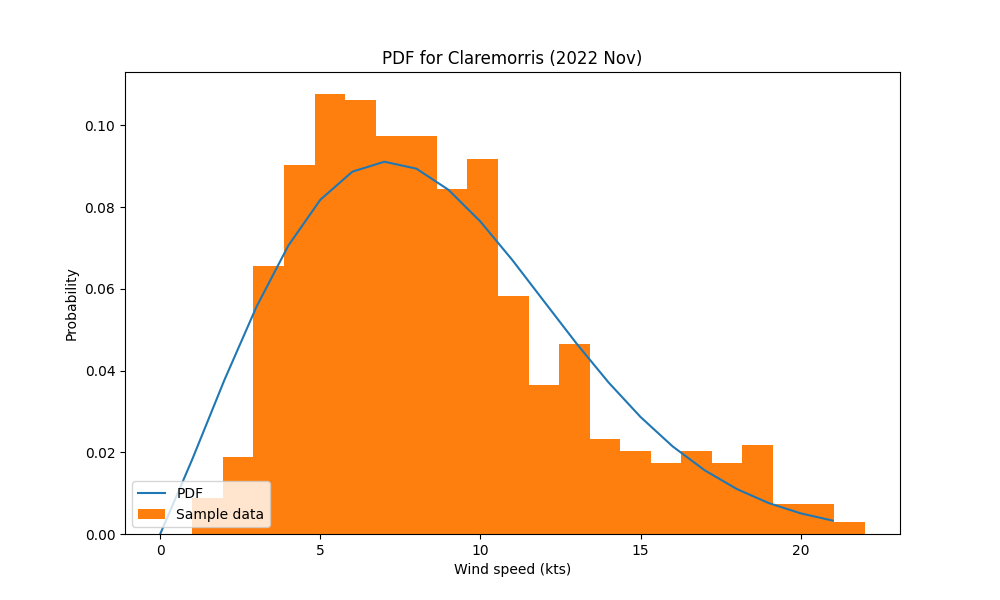 PDF for Claremorris (2022 Nov)
Probability
0.10
0.08
0.06
0.04
0.02
0.00
PDF
Sample data
0 5 10 15 20
Wind speed (kts)